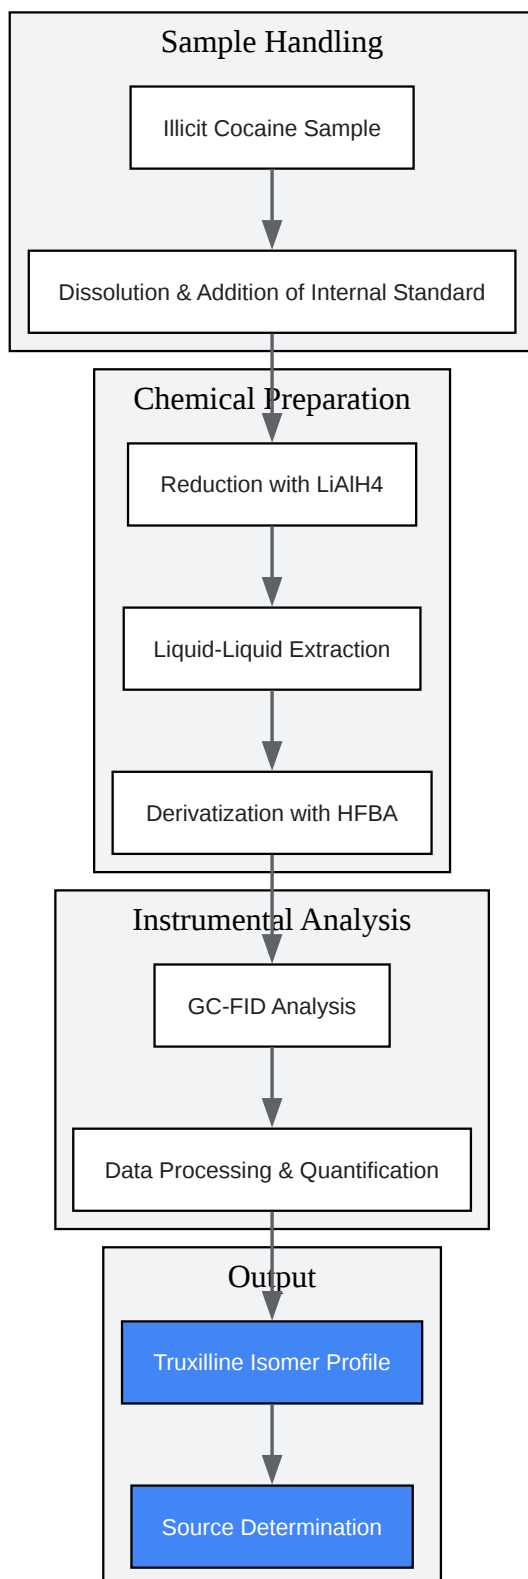 Sample Handling
Illicit Cocaine Sample
Dissolution & Addition of Internal Standard
Chemical Preparation
Reduction with LiAlH4
Liquid-Liquid Extraction
Derivatization with HFBA
Instrumental Analysis
GC-FID Analysis
Data Processing & Quantification
Output
Truxilline Isomer Profile
Source Determination